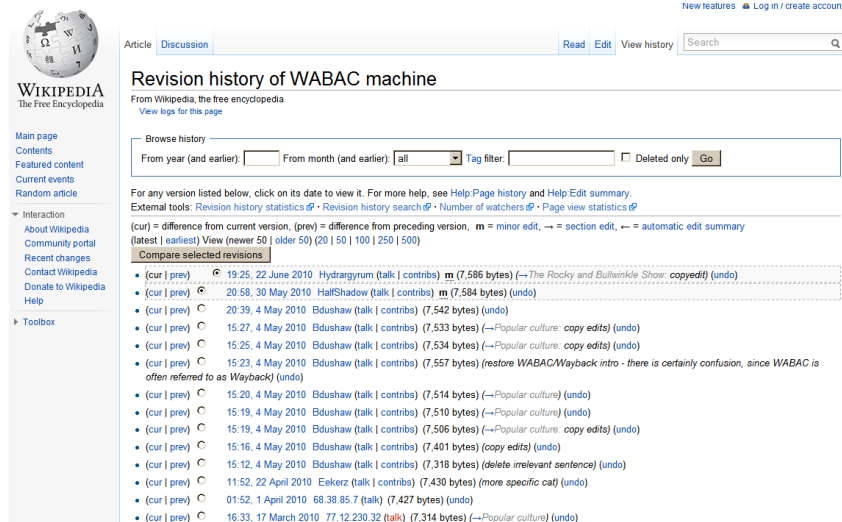 New features Log in / create accoun
Article Discussion Read Edit View history Search
WIKIPEDIA
The Free Encyclopedia
Revision history of WABAC machine
From Wikipedia, the free encyclopedia
View logs for this page
Main page
Contents
Featured content
Current events
Random article
Interaction
About Wikipedia
Community portal
Recent changes
Contact Wikipedia
Donate to Wikipedia
Help
Toolbox
Browse history
From year (and earlier): From month (and earlier): all Tag filter: Deleted only Go
For any version listed below, click on its date to view it. For more help, see Help:Page history and Help:Edit summary.
External tools: Revision history statistics · Revision history search · Number of watchers · Page view statistics
(cur) = difference from current version, (prev) = difference from preceding version, m = minor edit, → = section edit, ← = automatic edit summary
(latest | earliest) View (newer 50 | older 50) (20 | 50 | 100 | 250 | 500)
Compare selected revisions
(cur | prev) 19:25, 22 June 2010 Hydrargyrum (talk | contribs) m (7,586 bytes) (→The Rocky and Bullwinkle Show: copyedit) (undo)
(cur | prev) 20:58, 30 May 2010 HalfShadow (talk | contribs) m (7,584 bytes) (undo)
(cur | prev) 20:39, 4 May 2010 Bdushaw (talk | contribs) (7,542 bytes) (undo)
(cur | prev) 15:27, 4 May 2010 Bdushaw (talk | contribs) (7,533 bytes) (→Popular culture: copy edits) (undo)
(cur | prev) 15:25, 4 May 2010 Bdushaw (talk | contribs) (7,534 bytes) (→Popular culture: copy edits) (undo)
(cur | prev) 15:23, 4 May 2010 Bdushaw (talk | contribs) (7,557 bytes) (restore WABAC/Wayback intro - there is certainly confusion, since WABAC is
often referred to as Wayback) (undo)
(cur | prev) 15:20, 4 May 2010 Bdushaw (talk | contribs) (7,514 bytes) (→Popular culture) (undo)
(cur | prev) 15:19, 4 May 2010 Bdushaw (talk | contribs) (7,510 bytes) (→Popular culture) (undo)
(cur | prev) 15:19, 4 May 2010 Bdushaw (talk | contribs) (7,506 bytes) (→Popular culture: copy edits) (undo)
(cur | prev) 15:16, 4 May 2010 Bdushaw (talk | contribs) (7,401 bytes) (copy edits) (undo)
(cur | prev) 15:12, 4 May 2010 Bdushaw (talk | contribs) (7,318 bytes) (delete irrelevant sentence) (undo)
(cur | prev) 11:52, 22 April 2010 Eekerz (talk | contribs) (7,430 bytes) (more specific cat) (undo)
(cur | prev) 01:52, 1 April 2010 68.38.85.7 (talk) (7,427 bytes) (undo)
(cur | prev) 16:33, 17 March 2010 77.12.230.32 (talk) (7,314 bytes) (→Popular culture) (undo)